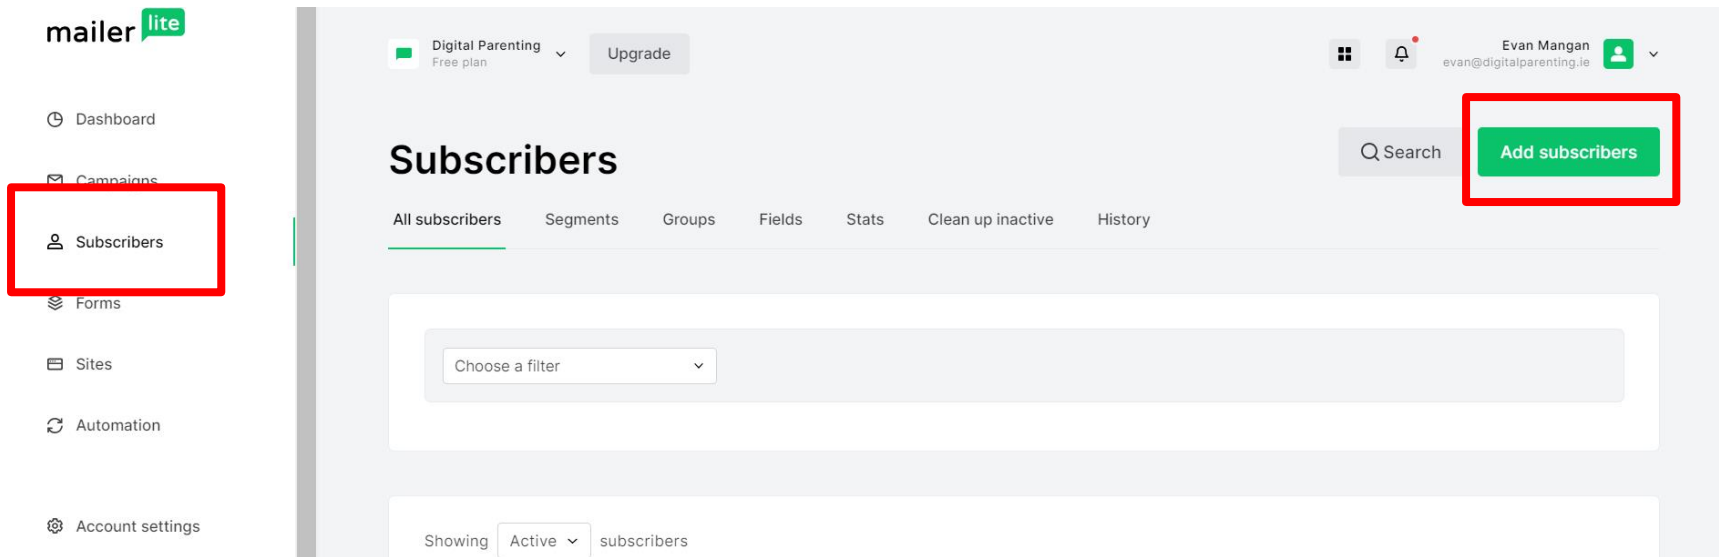 mailer lite
Dashboard
Campaigns
Subscribers
Forms
Sites
Automation
Account settings
Digital Parenting
Free plan
Upgrade
Evan Mangan
evan@digitalparenting.ie
Subscribers
Search
Add subscribers
All subscribers Segments Groups Fields Stats Clean up inactive History
Choose a filter
Showing Active subscribers